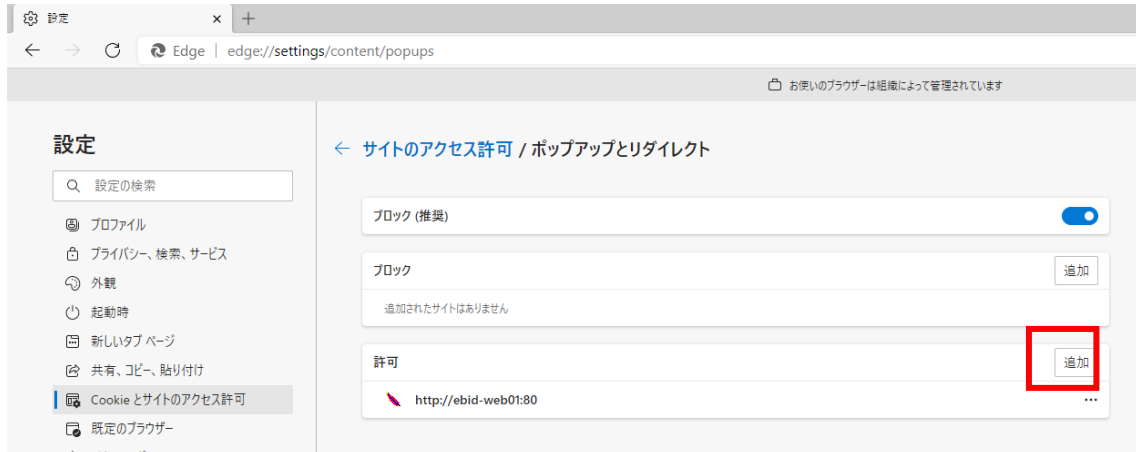 設定
Edge | edge://settings/content/popups
お使いのブラウザーは組織によって管理されています
設定
設定の検索
プロファイル
プライバシー、検索、サービス
外観
起動時
新しいタブ ページ
共有、コピー、貼り付け
Cookie とサイトのアクセス許可
既定のブラウザー
サイトのアクセス許可 / ポップアップとリダイレクト
ブロック (推奨)
ブロック 追加
追加されたサイトはありません
許可 追加
http://ebid-web01:80